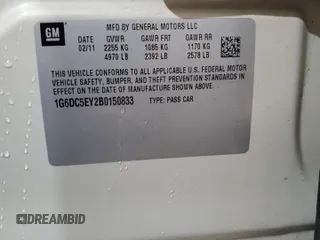 GM
MFD BY GENERAL MOTORS LLC
02/11 GVWR GAWR FRT GAWR RR
2255 KG 1085 KG 1170 KG
4970 LB 2392 LB 2578 LB
THIS VEHICLE CONFORMS TO ALL APPLICABLE U.S. FEDERAL MOTOR
VEHICLE SAFETY, BUMPER, AND THEFT PREVENTION STANDARDS IN
EFFECT ON THE DATE OF MANUFACTURE SHOWN ABOVE.
1G6DC5EY2B0150833 TYPE: PASS CAR
DREAMBID